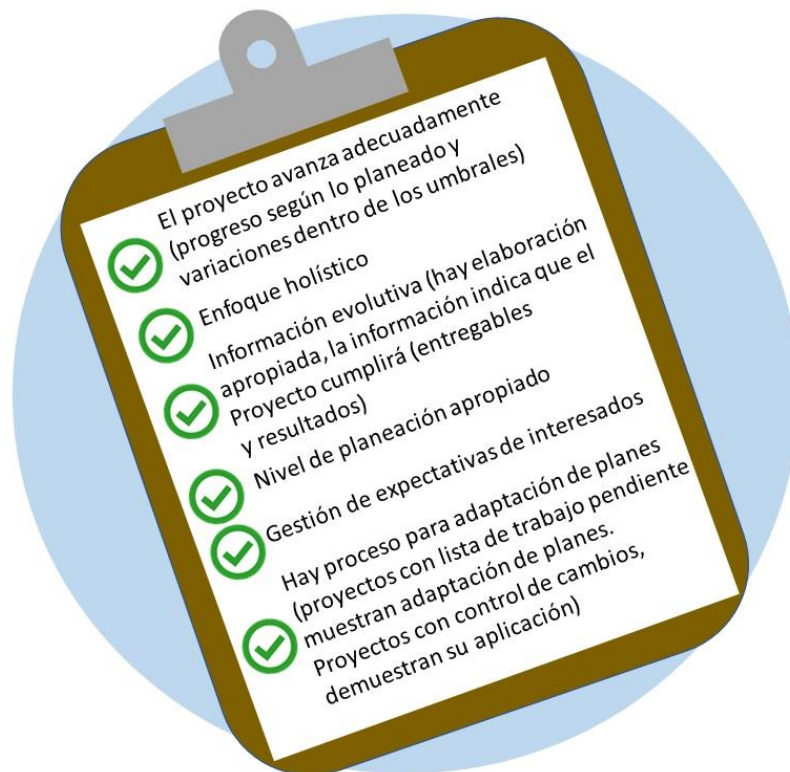 El proyecto avanza adecuadamente
(progreso según lo planeado y
variaciones dentro de los umbrales)
Enfoque holístico
Información evolutiva (hay elaboración
apropiada, la información indica que el
Proyecto cumplirá (entregables
y resultados)
Nivel de planeación apropiado
Gestión de expectativas de interesados
Hay proceso para adaptación de planes
(proyectos con lista de trabajo pendiente
muestran adaptación de planes.
Proyectos con control de cambios,
demuestran su aplicación)